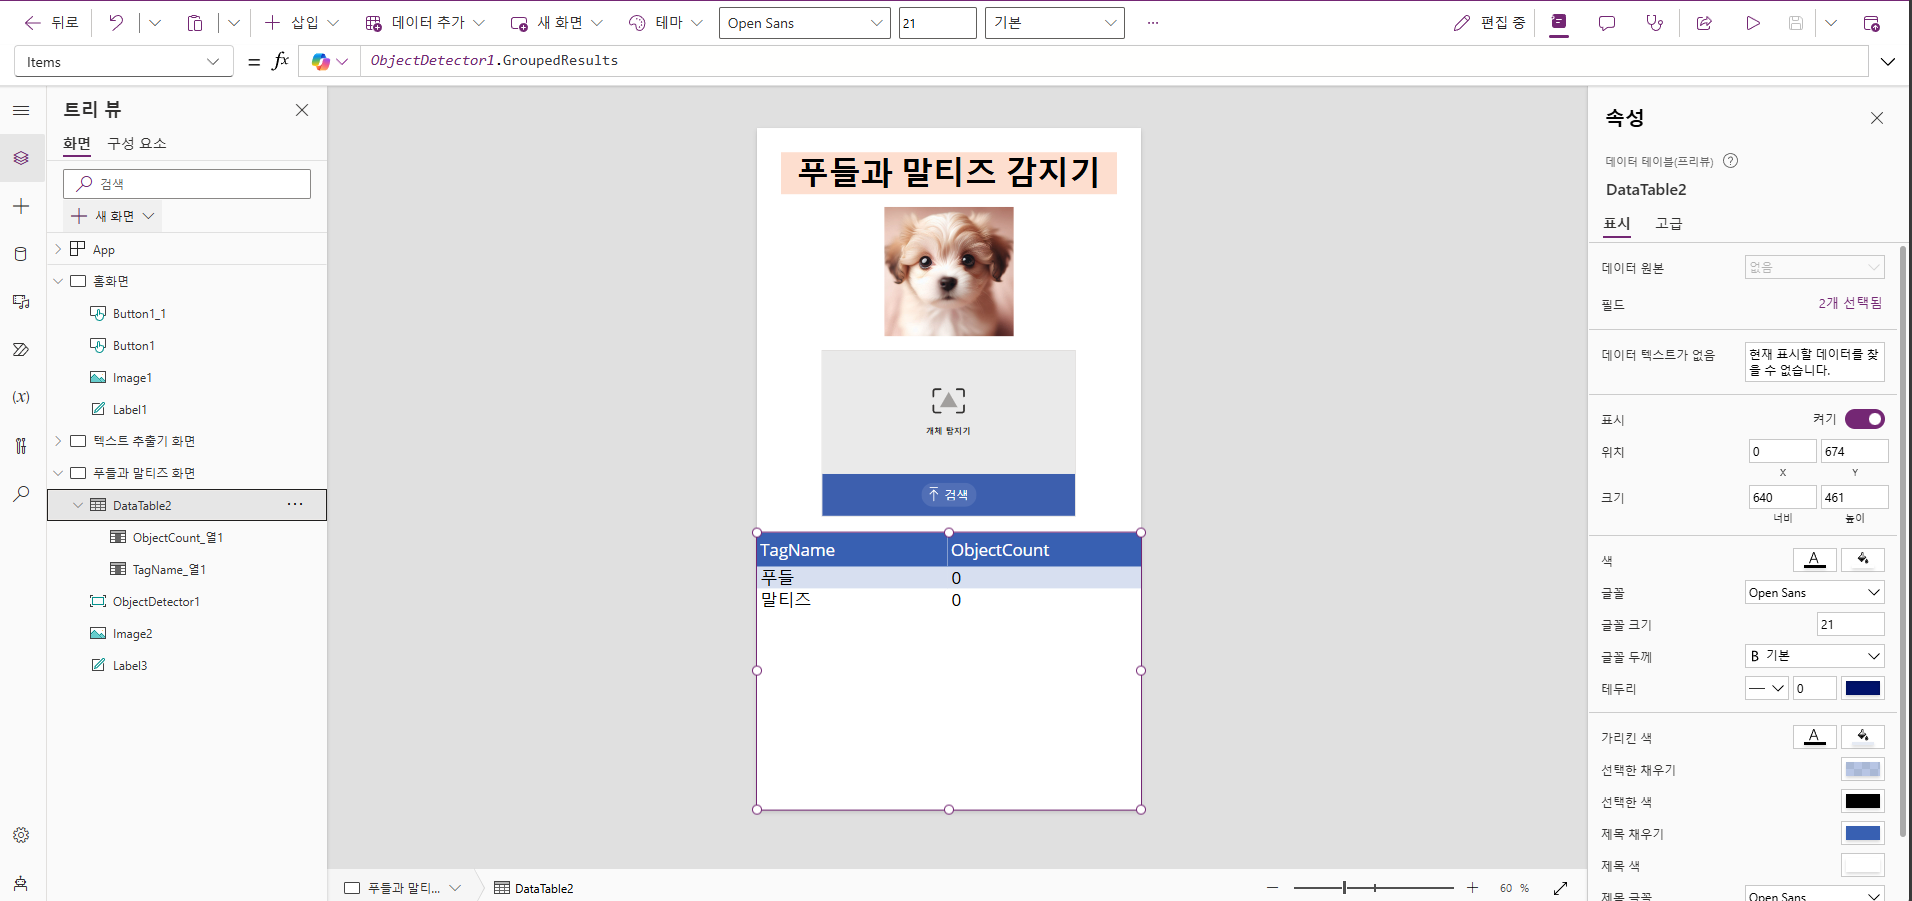 뒤로
삽입
데이터 추가
새 화면
테마
Open Sans
21
기본
...
편집 중
Items
= fx
ObjectDetector1.GroupedResults
트리 뷰
화면 구성 요소
검색
새 화면
App
홈화면
Button1_1
Button1
Image1
Label1
텍스트 추출기 화면
푸들과 말티즈 화면
DataTable2 ...
ObjectCount_열1
TagName_열1
ObjectDetector1
Image2
Label3
(x)
푸들과 말티즈 감지기
개체 탐지기
검색
TagName ObjectCount
푸들 0
말티즈 0
푸들과 말티...
DataTable2
60 %
속성
데이터 테이블(프리뷰) ?
DataTable2
표시 고급
데이터 원본 없음
필드 2개 선택됨
데이터 텍스트가 없음 현재 표시할 데이터를 찾
을 수 없습니다.
표시 켜기
위치 0 674
X Y
크기 640 461
너비 높이
색 A
글꼴 Open Sans
글꼴 크기 21
글꼴 두께 B 기본
테두리 0
가리킨 색 A
선택한 채우기
선택한 색
제목 채우기
제목 색
제목 글꼴 Open Sans